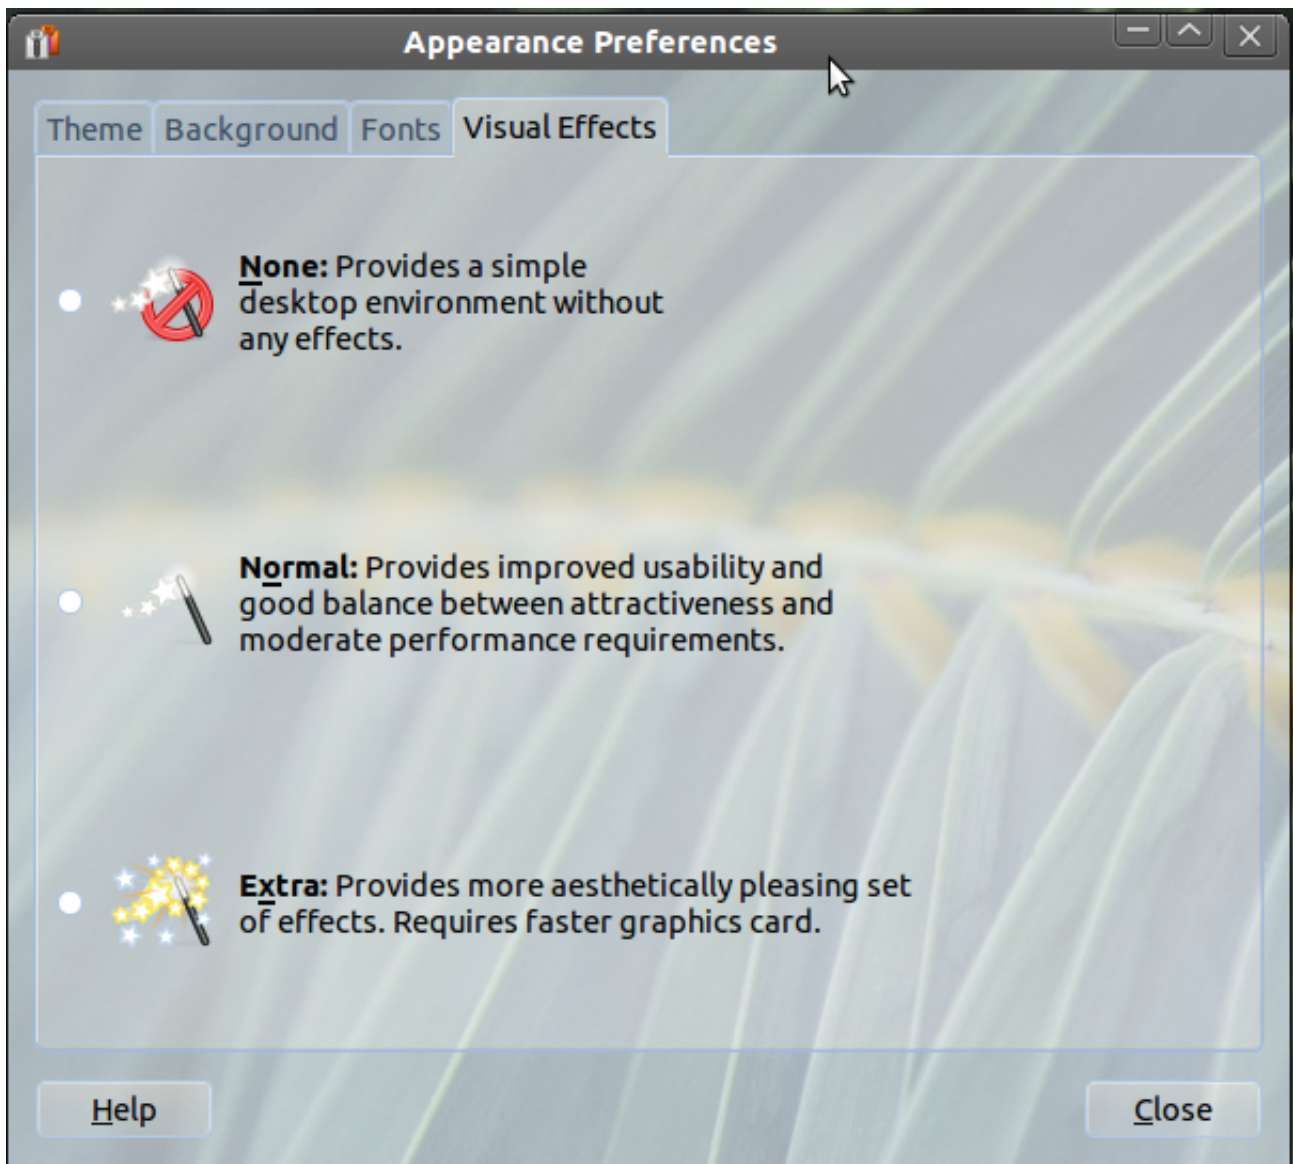 Appearance Preferences
Theme Background Fonts Visual Effects
None: Provides a simple
desktop environment without
any effects.
Normal: Provides improved usability and
good balance between attractiveness and
moderate performance requirements.
Extra: Provides more aesthetically pleasing set
of effects. Requires faster graphics card.
Help Close